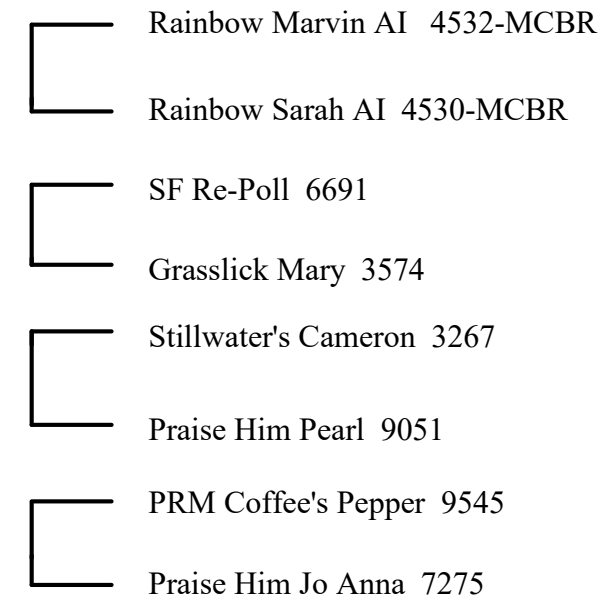 Rainbow Marvin AI 4532-MCBR
Rainbow Sarah AI 4530-MCBR
SF Re-Poll 6691
Grasslick Mary 3574
Stillwater's Cameron 3267
Praise Him Pearl 9051
PRM Coffee's Pepper 9545
Praise Him Jo Anna 7275